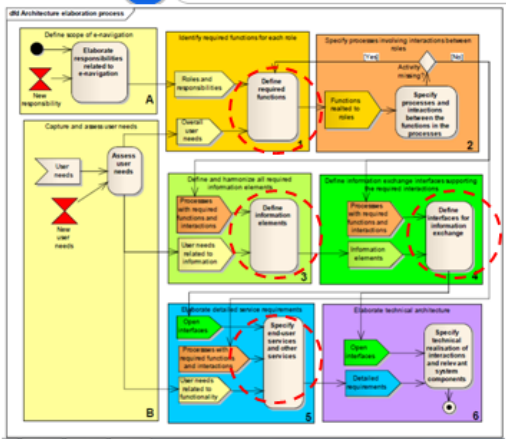 dfd Architecture elaboration process
Define scope of e-navigation
Elaborate
responsibilities
related to
e-navigation
New
responsibility
A
Identify required functions for each role
Roles and
responsibilities
Overall
user needs
Define
required
functions
1
Specify processes involving interactions between
roles
[Yes]
[No]
Activity
missing?
Functions
realted to
roles
Specify
processes and
inteactions
between the
functions in the
processes
2
Capture and assess user needs
User
needs
Assess
user
needs
New
user
needs
B
Define and harmonize all required
information elements
Processes
with required
functions and
interactions
User needs
related to
information
Define
information
elements
3
Define information exchange interfaces supporting
the required interactions
Processes
with required
functions and
interactions
Information
elements
Define
interfaces for
information
exchange
4
Elaborate detailed service requirements
Open
interfaces
Processes with
required functions
and interactions
User needs
related to
functionality
Specify
end-user
services
and other
services
5
Elaborate technical architecture
Open
interfaces
Detailed
requirements
Specify
technical
realisation of
interactions
and relevant
system
components
6